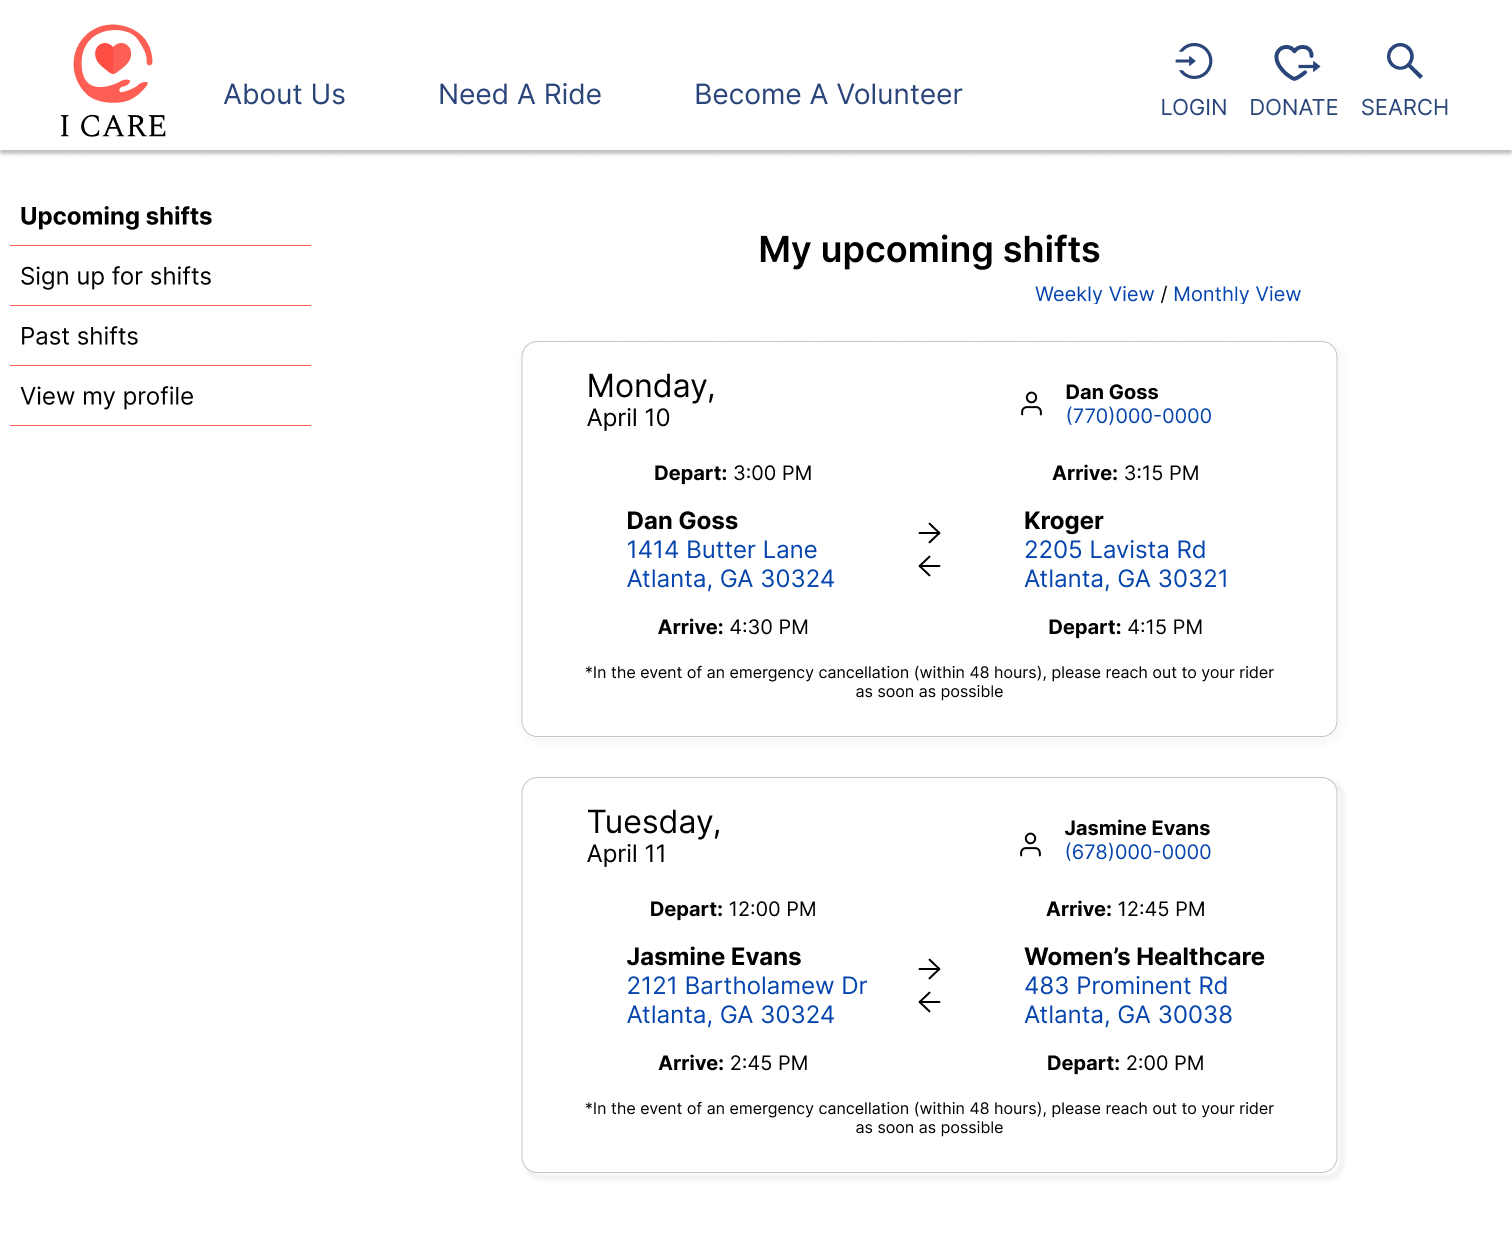 I CARE
About Us
Need A Ride
Become A Volunteer
LOGIN
DONATE
SEARCH
Upcoming shifts
Sign up for shifts
Past shifts
View my profile
My upcoming shifts
Weekly View / Monthly View
Monday,
April 10
Dan Goss
(770)000-0000
Depart: 3:00 PM
Arrive: 3:15 PM
Dan Goss
1414 Butter Lane
Atlanta, GA 30324
Kroger
2205 Lavista Rd
Atlanta, GA 30321
Arrive: 4:30 PM
Depart: 4:15 PM
*In the event of an emergency cancellation (within 48 hours), please reach out to your rider
as soon as possible
Tuesday,
April 11
Jasmine Evans
(678)000-0000
Depart: 12:00 PM
Arrive: 12:45 PM
Jasmine Evans
2121 Bartholamew Dr
Atlanta, GA 30324
Women’s Healthcare
483 Prominent Rd
Atlanta, GA 30038
Arrive: 2:45 PM
Depart: 2:00 PM
*In the event of an emergency cancellation (within 48 hours), please reach out to your rider
as soon as possible